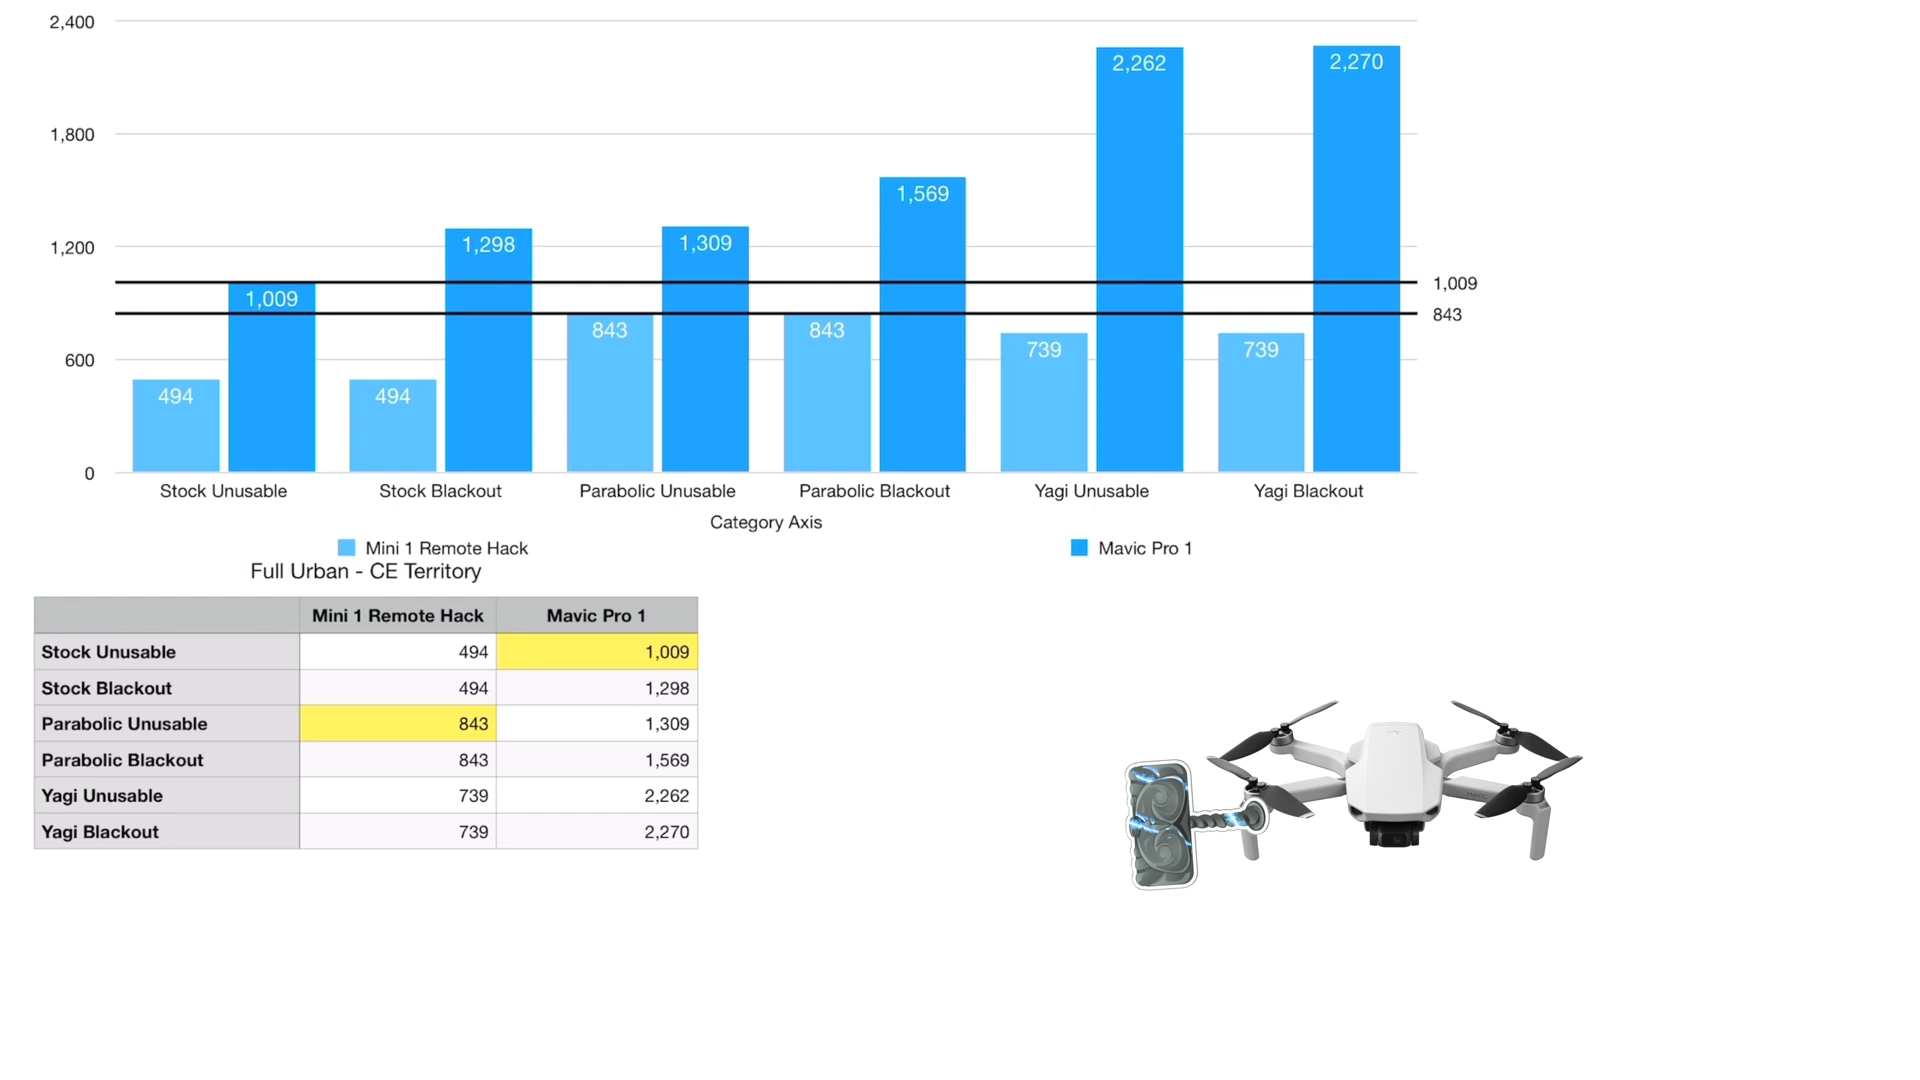 2,400
1,800
1,200
600
0
494
1,009
494
1,298
843
1,309
843
1,569
739
2,262
739
2,270
1,009
843
Stock Unusable
Stock Blackout
Parabolic Unusable
Parabolic Blackout
Yagi Unusable
Yagi Blackout
Category Axis
Mini 1 Remote Hack
Mavic Pro 1
Full Urban - CE Territory
Mini 1 Remote Hack Mavic Pro 1
Stock Unusable 494 1,009
Stock Blackout 494 1,298
Parabolic Unusable 843 1,309
Parabolic Blackout 843 1,569
Yagi Unusable 739 2,262
Yagi Blackout 739 2,270